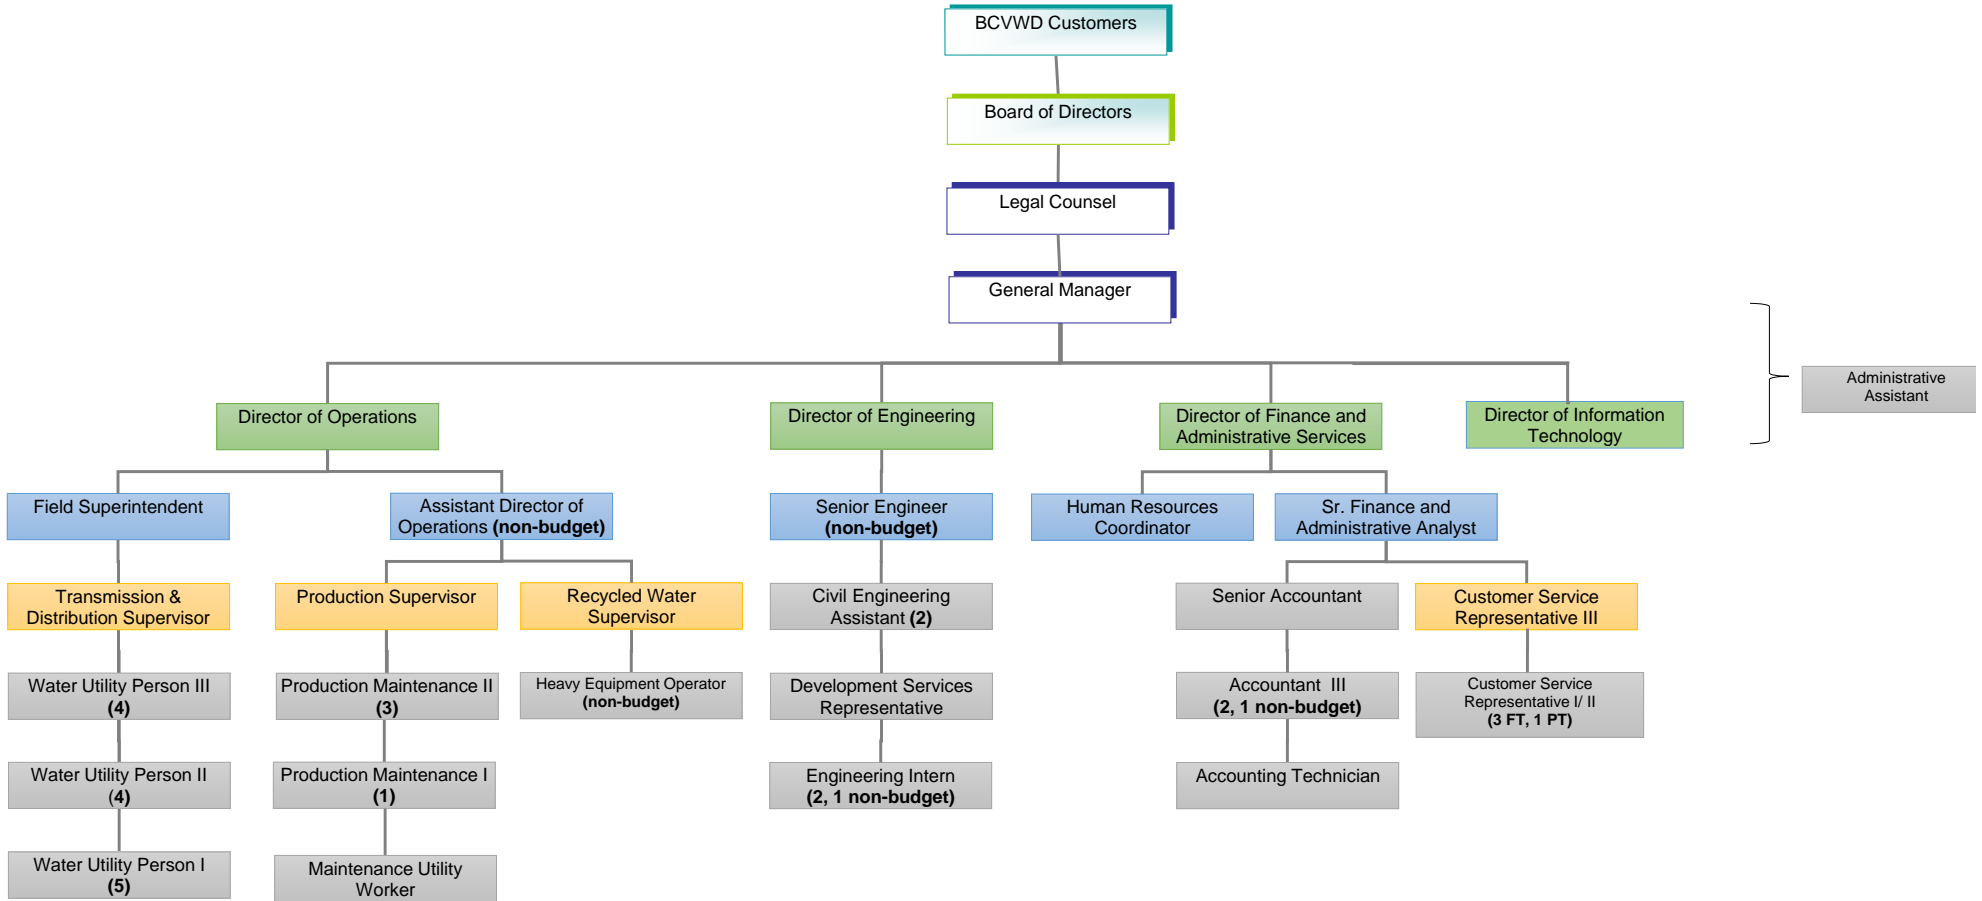 BCVWD Customers
Board of Directors
Legal Counsel
General Manager
Administrative
Assistant
Director of Operations
Director of Engineering
Director of Finance and
Administrative Services
Director of Information
Technology
Field Superintendent
Assistant Director of
Operations (non-budget)
Senior Engineer
(non-budget)
Human Resources
Coordinator
Sr. Finance and
Administrative Analyst
Transmission &
Distribution Supervisor
Production Supervisor
Recycled Water
Supervisor
Civil Engineering
Assistant (2)
Senior Accountant
Customer Service
Representative III
Water Utility Person III
(4)
Production Maintenance II
(3)
Heavy Equipment Operator
(non-budget)
Development Services
Representative
Accountant III
(2, 1 non-budget)
Customer Service
Representative I/ II
(3 FT, 1 PT)
Water Utility Person II
(4)
Production Maintenance I
(1)
Engineering Intern
(2, 1 non-budget)
Accounting Technician
Water Utility Person I
(5)
Maintenance Utility
Worker